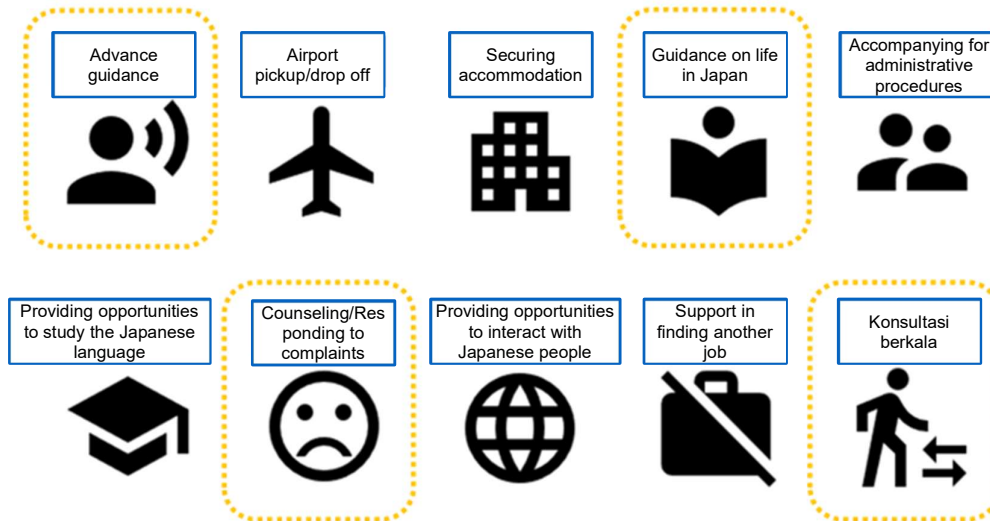 Advance
guidance
Airport
pickup/drop off
Securing
accommodation
Guidance on life
in Japan
Accompanying for
administrative
procedures
Providing opportunities
to study the Japanese
language
Counseling/Res
ponding to
complaints
Providing opportunities
to interact with
Japanese people
Support in
finding another
job
Konsultasi
berkala